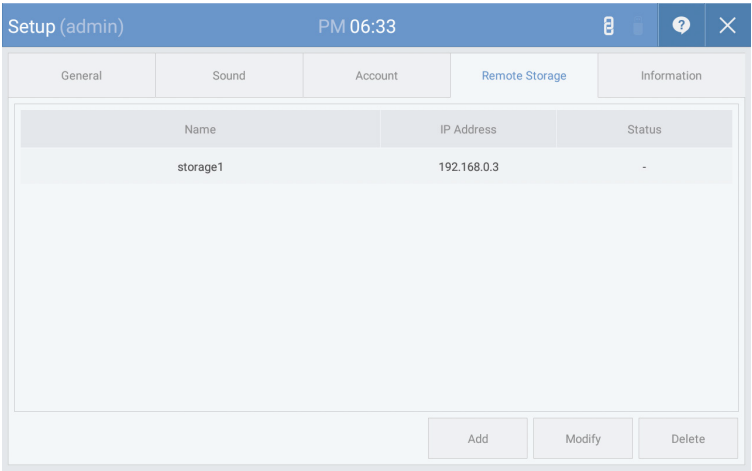 Setup (admin) PM 06:33
General Sound Account Remote Storage Information
Name IP Address Status
storage1 192.168.0.3 -
Add Modify Delete